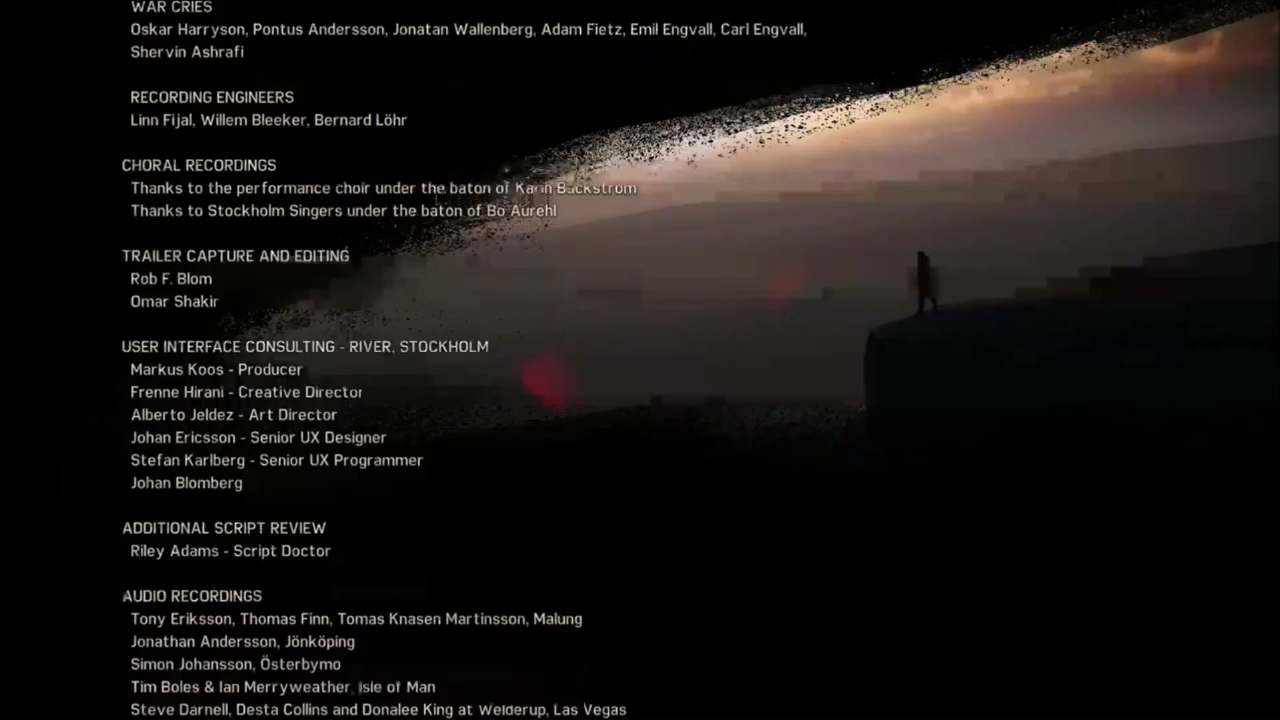 WAR CRIES
Oskar Harryson, Pontus Andersson, Jonatan Wallenberg, Adam Fietz, Emil Engvall, Carl Engvall,
Shervin Ashrafi
RECORDING ENGINEERS
Linn Fijal, Willem Bleeker, Bernard Löhr
CHORAL RECORDINGS
Thanks to the performance choir under the baton of Karin Bäckström
Thanks to Stockholm Singers under the baton of Bo Aurehl
TRAILER CAPTURE AND EDITING
Rob F. Blom
Omar Shakir
USER INTERFACE CONSULTING - RIVER, STOCKHOLM
Markus Koos - Producer
Frenne Hirani - Creative Director
Alberto Jeldez - Art Director
Johan Ericsson - Senior UX Designer
Stefan Karlberg - Senior UX Programmer
Johan Blomberg
ADDITIONAL SCRIPT REVIEW
Riley Adams - Script Doctor
AUDIO RECORDINGS
Tony Eriksson, Thomas Finn, Tomas Knasen Martinsson, Malung
Jonathan Andersson, Jönköping
Simon Johansson, Österbymo
Tim Boles & Ian Merryweather, Isle of Man
Steve Darnell, Desta Collins and Donalee King at Welderup, Las Vegas